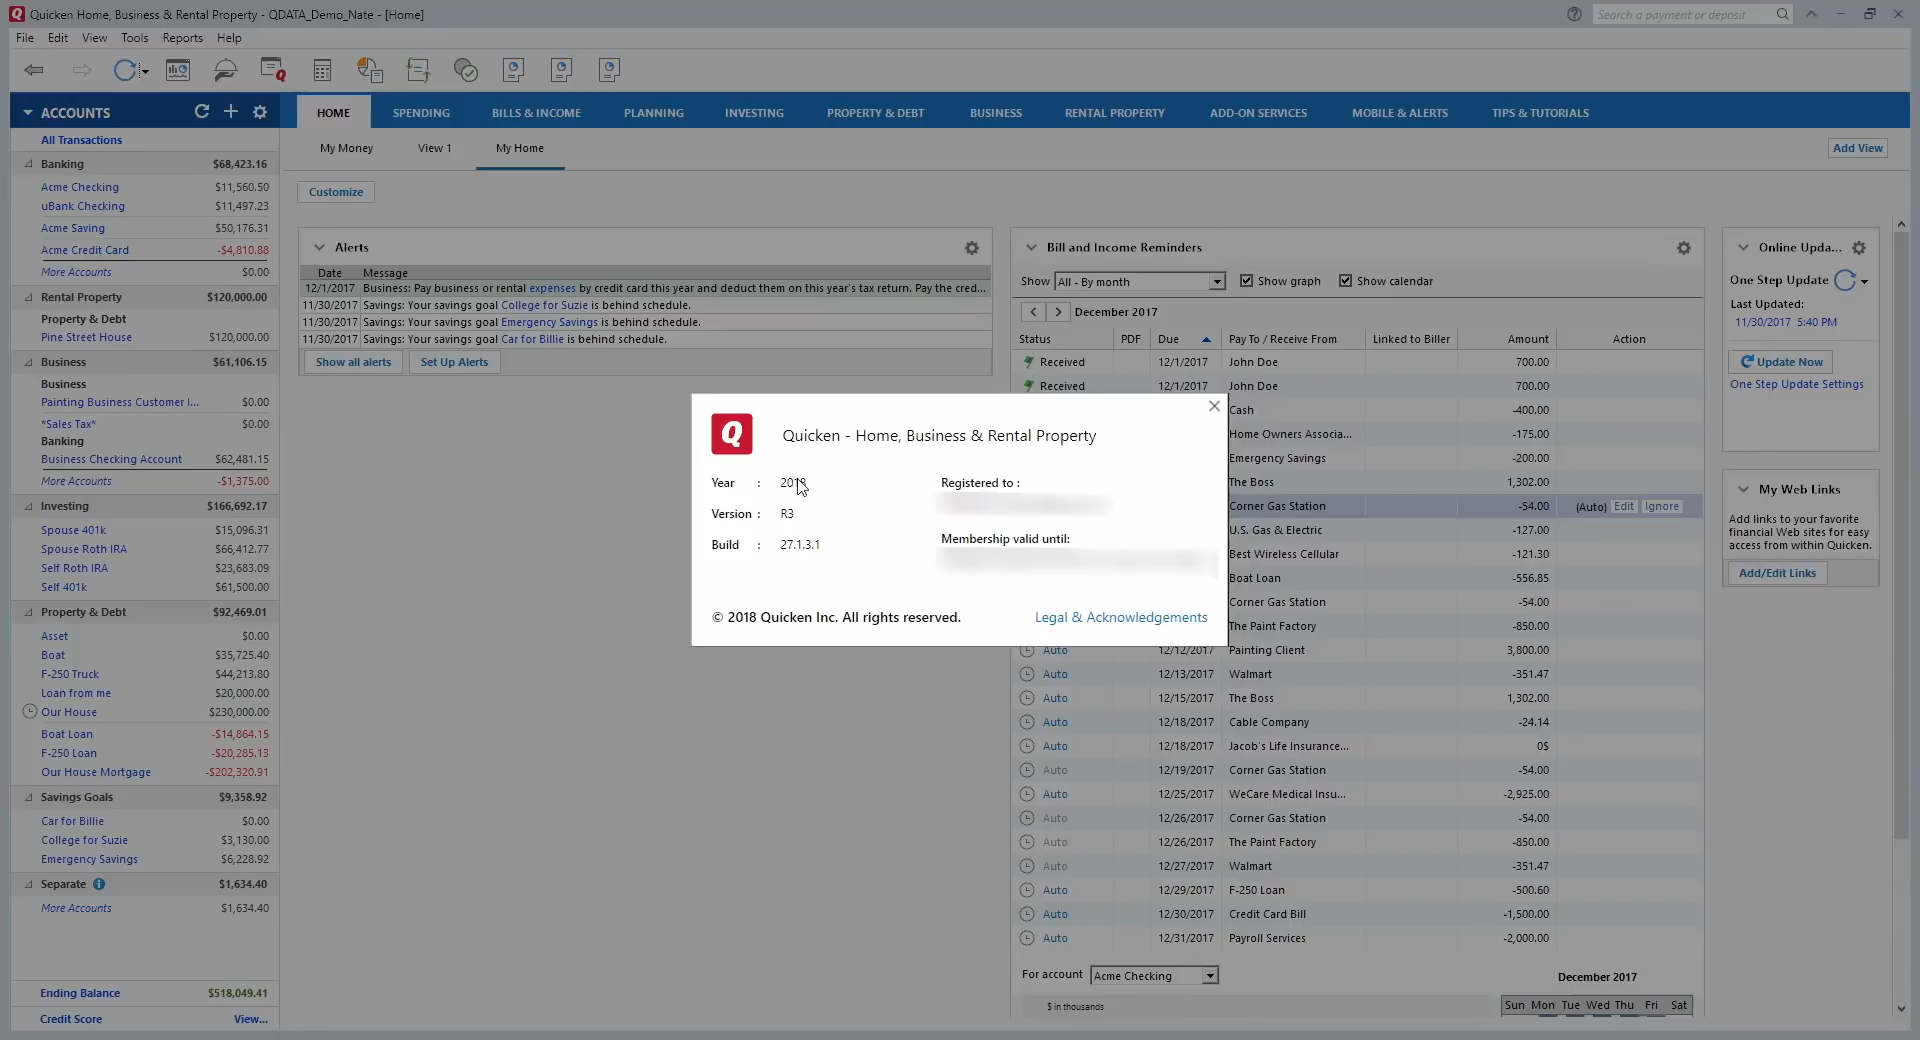 Quicken Home, Business & Rental Property - QDATA_Demo_Nate - [Home]
Search a payment or deposit
File Edit View Tools Reports Help
ACCOUNTS
HOME SPENDING BILLS & INCOME PLANNING INVESTING PROPERTY & DEBT BUSINESS RENTAL PROPERTY ADD-ON SERVICES MOBILE & ALERTS TIPS & TUTORIALS
My Money View 1 My Home
Add View
Customize
All Transactions
Banking $68,423.16
Acme Checking $11,560.50
uBank Checking $11,497.23
Acme Saving $50,176.31
Acme Credit Card -$4,810.88
More Accounts $0.00
Rental Property $120,000.00
Property & Debt
Pine Street House $120,000.00
Business $61,106.15
Business
Painting Business Customer I... $0.00
*Sales Tax* $0.00
Banking
Business Checking Account $62,481.15
More Accounts -$1,375.00
Investing $166,692.17
Spouse 401k $15,096.31
Spouse Roth IRA $66,412.77
Self Roth IRA $23,683.09
Self 401k $61,500.00
Property & Debt $92,469.01
Asset $0.00
Boat $35,725.40
F-250 Truck $44,213.80
Loan from me $20,000.00
Our House $230,000.00
Boat Loan -$14,864.15
F-250 Loan -$20,285.13
Our House Mortgage -$202,320.91
Savings Goals $9,358.92
Car for Billie $0.00
College for Suzie $3,130.00
Emergency Savings $6,228.92
Separate $1,634.40
More Accounts $1,634.40
Ending Balance $518,049.41
Credit Score View...
Alerts
Date Message
12/1/2017 Business: Pay business or rental expenses by credit card this year and deduct them on this year's tax return. Pay the cred...
11/30/2017 Savings: Your savings goal College for Suzie is behind schedule.
11/30/2017 Savings: Your savings goal Emergency Savings is behind schedule.
11/30/2017 Savings: Your savings goal Car for Billie is behind schedule.
Show all alerts Set Up Alerts
Q
Quicken - Home, Business & Rental Property
Year :
Version : R3
Build : 27.1.3.1
Registered to :
Membership valid until:
© 2018 Quicken Inc. All rights reserved. Legal & Acknowledgements
Bill and Income Reminders
Show All - By month Show graph Show calendar
December 2017
Status PDF Due Pay To / Receive From Linked to Biller Amount Action
Received 12/1/2017 John Doe 700.00
Received 12/1/2017 John Doe 700.00
Cash -400.00
Home Owners Associa... -175.00
Emergency Savings -200.00
The Boss 1,302.00
Corner Gas Station -54.00 (Auto) Edit Ignore
U.S. Gas & Electric -127.00
Best Wireless Cellular -121.30
Boat Loan -556.85
Corner Gas Station -54.00
The Paint Factory -850.00
Auto 12/12/2017 Painting Client 3,800.00
Auto 12/13/2017 Walmart -351.47
Auto 12/15/2017 The Boss 1,302.00
Auto 12/18/2017 Cable Company -24.14
Auto 12/18/2017 Jacob's Life Insurance... 0$
Auto 12/19/2017 Corner Gas Station -54.00
Auto 12/25/2017 WeCare Medical Insu... -2,925.00
Auto 12/26/2017 Corner Gas Station -54.00
Auto 12/26/2017 The Paint Factory -850.00
Auto 12/27/2017 Walmart -351.47
Auto 12/29/2017 F-250 Loan -500.60
Auto 12/30/2017 Credit Card Bill -1,500.00
Auto 12/31/2017 Payroll Services -2,000.00
For account Acme Checking
$ in thousands
December 2017
Sun Mon Tue Wed Thu Fri Sat
Online Upda...
One Step Update
Last Updated:
11/30/2017 5:40 PM
Update Now
One Step Update Settings
My Web Links
Add links to your favorite
financial Web sites for easy
access from within Quicken.
Add/Edit Links